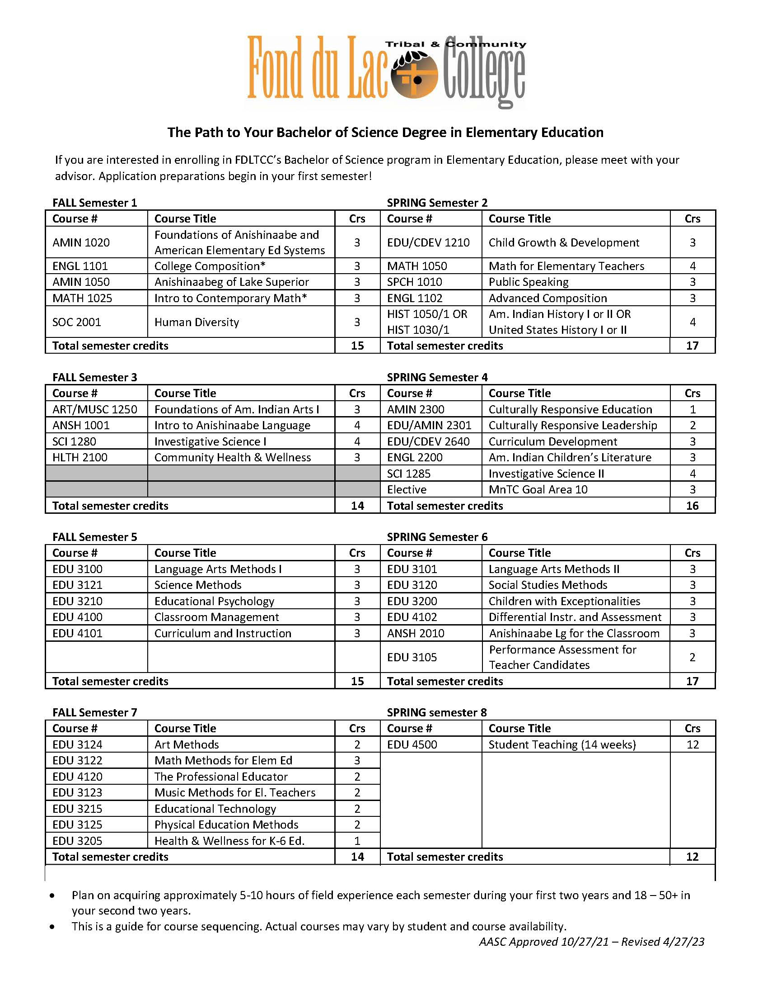 Tribal & Community
Fond du Lac College
The Path to Your Bachelor of Science Degree in Elementary Education
If you are interested in enrolling in FDLTCC's Bachelor of Science program in Elementary Education, please meet with your
advisor. Application preparations begin in your first semester!
FALL Semester 1 SPRING Semester 2
Course # Course Title Crs Course # Course Title Crs
AMIN 1020 Foundations of Anishinaabe and
American Elementary Ed Systems 3 EDU/CDEV 1210 Child Growth & Development 3
ENGL 1101 College Composition* 3 MATH 1050 Math for Elementary Teachers 4
AMIN 1050 Anishinaabeg of Lake Superior 3 SPCH 1010 Public Speaking 3
MATH 1025 Intro to Contemporary Math* 3 ENGL 1102 Advanced Composition 3
SOC 2001 Human Diversity 3 HIST 1050/1 OR Am. Indian History I or II OR
HIST 1030/1 United States History I or II 4
Total semester credits 15 Total semester credits 17
FALL Semester 3 SPRING Semester 4
Course # Course Title Crs Course # Course Title Crs
ART/MUSC 1250 Foundations of Am. Indian Arts I 3 AMIN 2300 Culturally Responsive Education 1
ANSH 1001 Intro to Anishinaabe Language 4 EDU/AMIN 2301 Culturally Responsive Leadership 2
SCI 1280 Investigative Science I 4 EDU/CDEV 2640 Curriculum Development 3
HLTH 2100 Community Health & Wellness 3 ENGL 2200 Am. Indian Children's Literature 3
SCI 1285 Investigative Science II 4
Elective MnTC Goal Area 10 3
Total semester credits 14 Total semester credits 16
FALL Semester 5 SPRING Semester 6
Course # Course Title Crs Course # Course Title Crs
EDU 3100 Language Arts Methods I 3 EDU 3101 Language Arts Methods II 3
EDU 3121 Science Methods 3 EDU 3120 Social Studies Methods 3
EDU 3210 Educational Psychology 3 EDU 3200 Children with Exceptionalities 3
EDU 4100 Classroom Management 3 EDU 4102 Differential Instr. and Assessment 3
EDU 4101 Curriculum and Instruction 3 ANSH 2010 Anishinaabe Lg for the Classroom 3
EDU 3105 Performance Assessment for
Teacher Candidates 2
Total semester credits 15 Total semester credits 17
FALL Semester 7 SPRING semester 8
Course # Course Title Crs Course # Course Title Crs
EDU 3124 Art Methods 2 EDU 4500 Student Teaching (14 weeks) 12
EDU 3122 Math Methods for Elem Ed 3
EDU 4120 The Professional Educator 2
EDU 3123 Music Methods for El. Teachers 2
EDU 3215 Educational Technology 2
EDU 3125 Physical Education Methods 2
EDU 3205 Health & Wellness for K-6 Ed. 1
Total semester credits 14 Total semester credits 12
• Plan on acquiring approximately 5-10 hours of field experience each semester during your first two years and 18 – 50+ in
your second two years.
• This is a guide for course sequencing. Actual courses may vary by student and course availability.
AASC Approved 10/27/21 – Revised 4/27/23